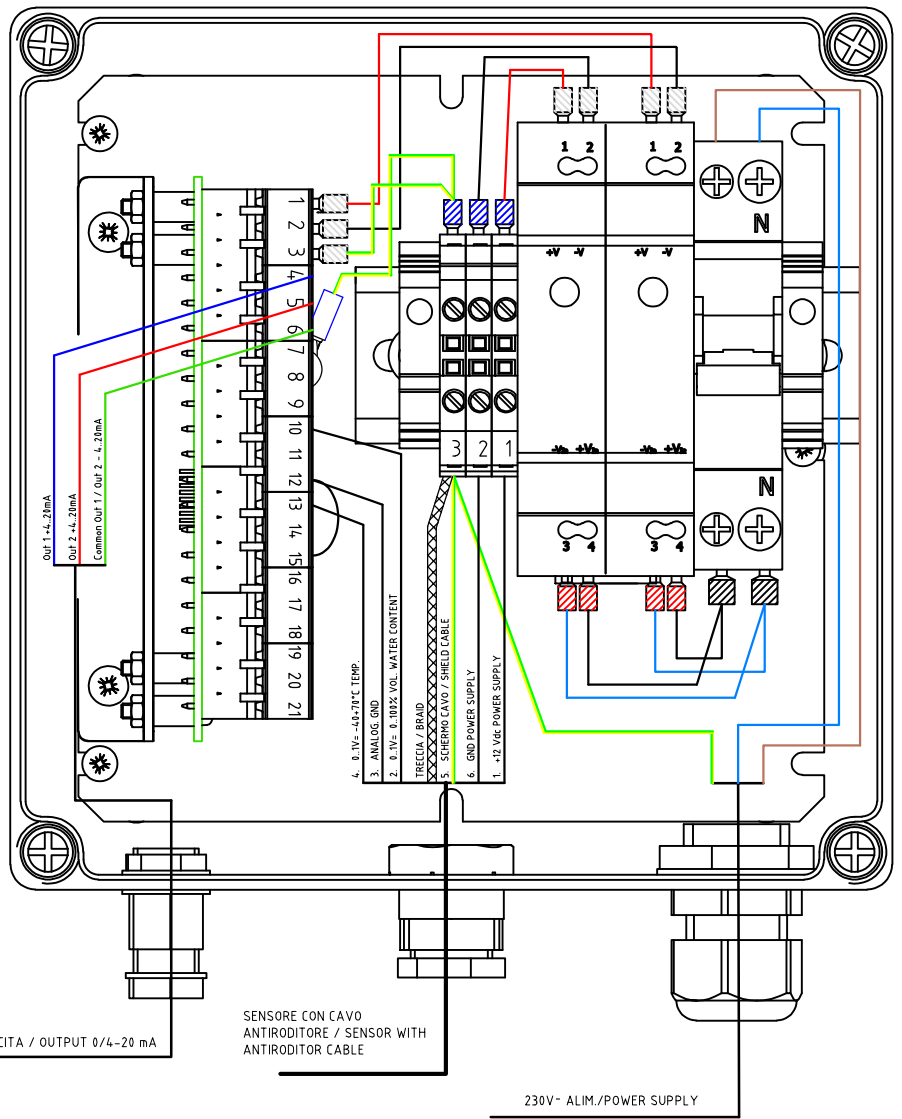 1 2
1 2
N
+V -V
+V -V
1
2
3
4
5
6
7
8
9
10
11
12
13
14
15
16
17
18
19
20
21
3
2
1
-Vin +Vin
-Vin +Vin
N
3 4
3 4
Out 1 +4..20mA
Out 2 +4..20mA
Common Out 1 / Out 2 - 4..20mA
4. 0..1V= -40+70°C TEMP.
3. ANALOG. GND
2. 0..1V= 0..100% VOL. WATER CONTENT
TRECCIA / BRAID
5. SCHERMO CAVO / SHIELD CABLE
6. GND POWER SUPPLY
1. +12 Vdc POWER SUPPLY
CITA / OUTPUT 0/4-20 mA
SENSORE CON CAVO
ANTIRODITORE / SENSOR WITH
ANTIRODITOR CABLE
230V~ ALIM./POWER SUPPLY